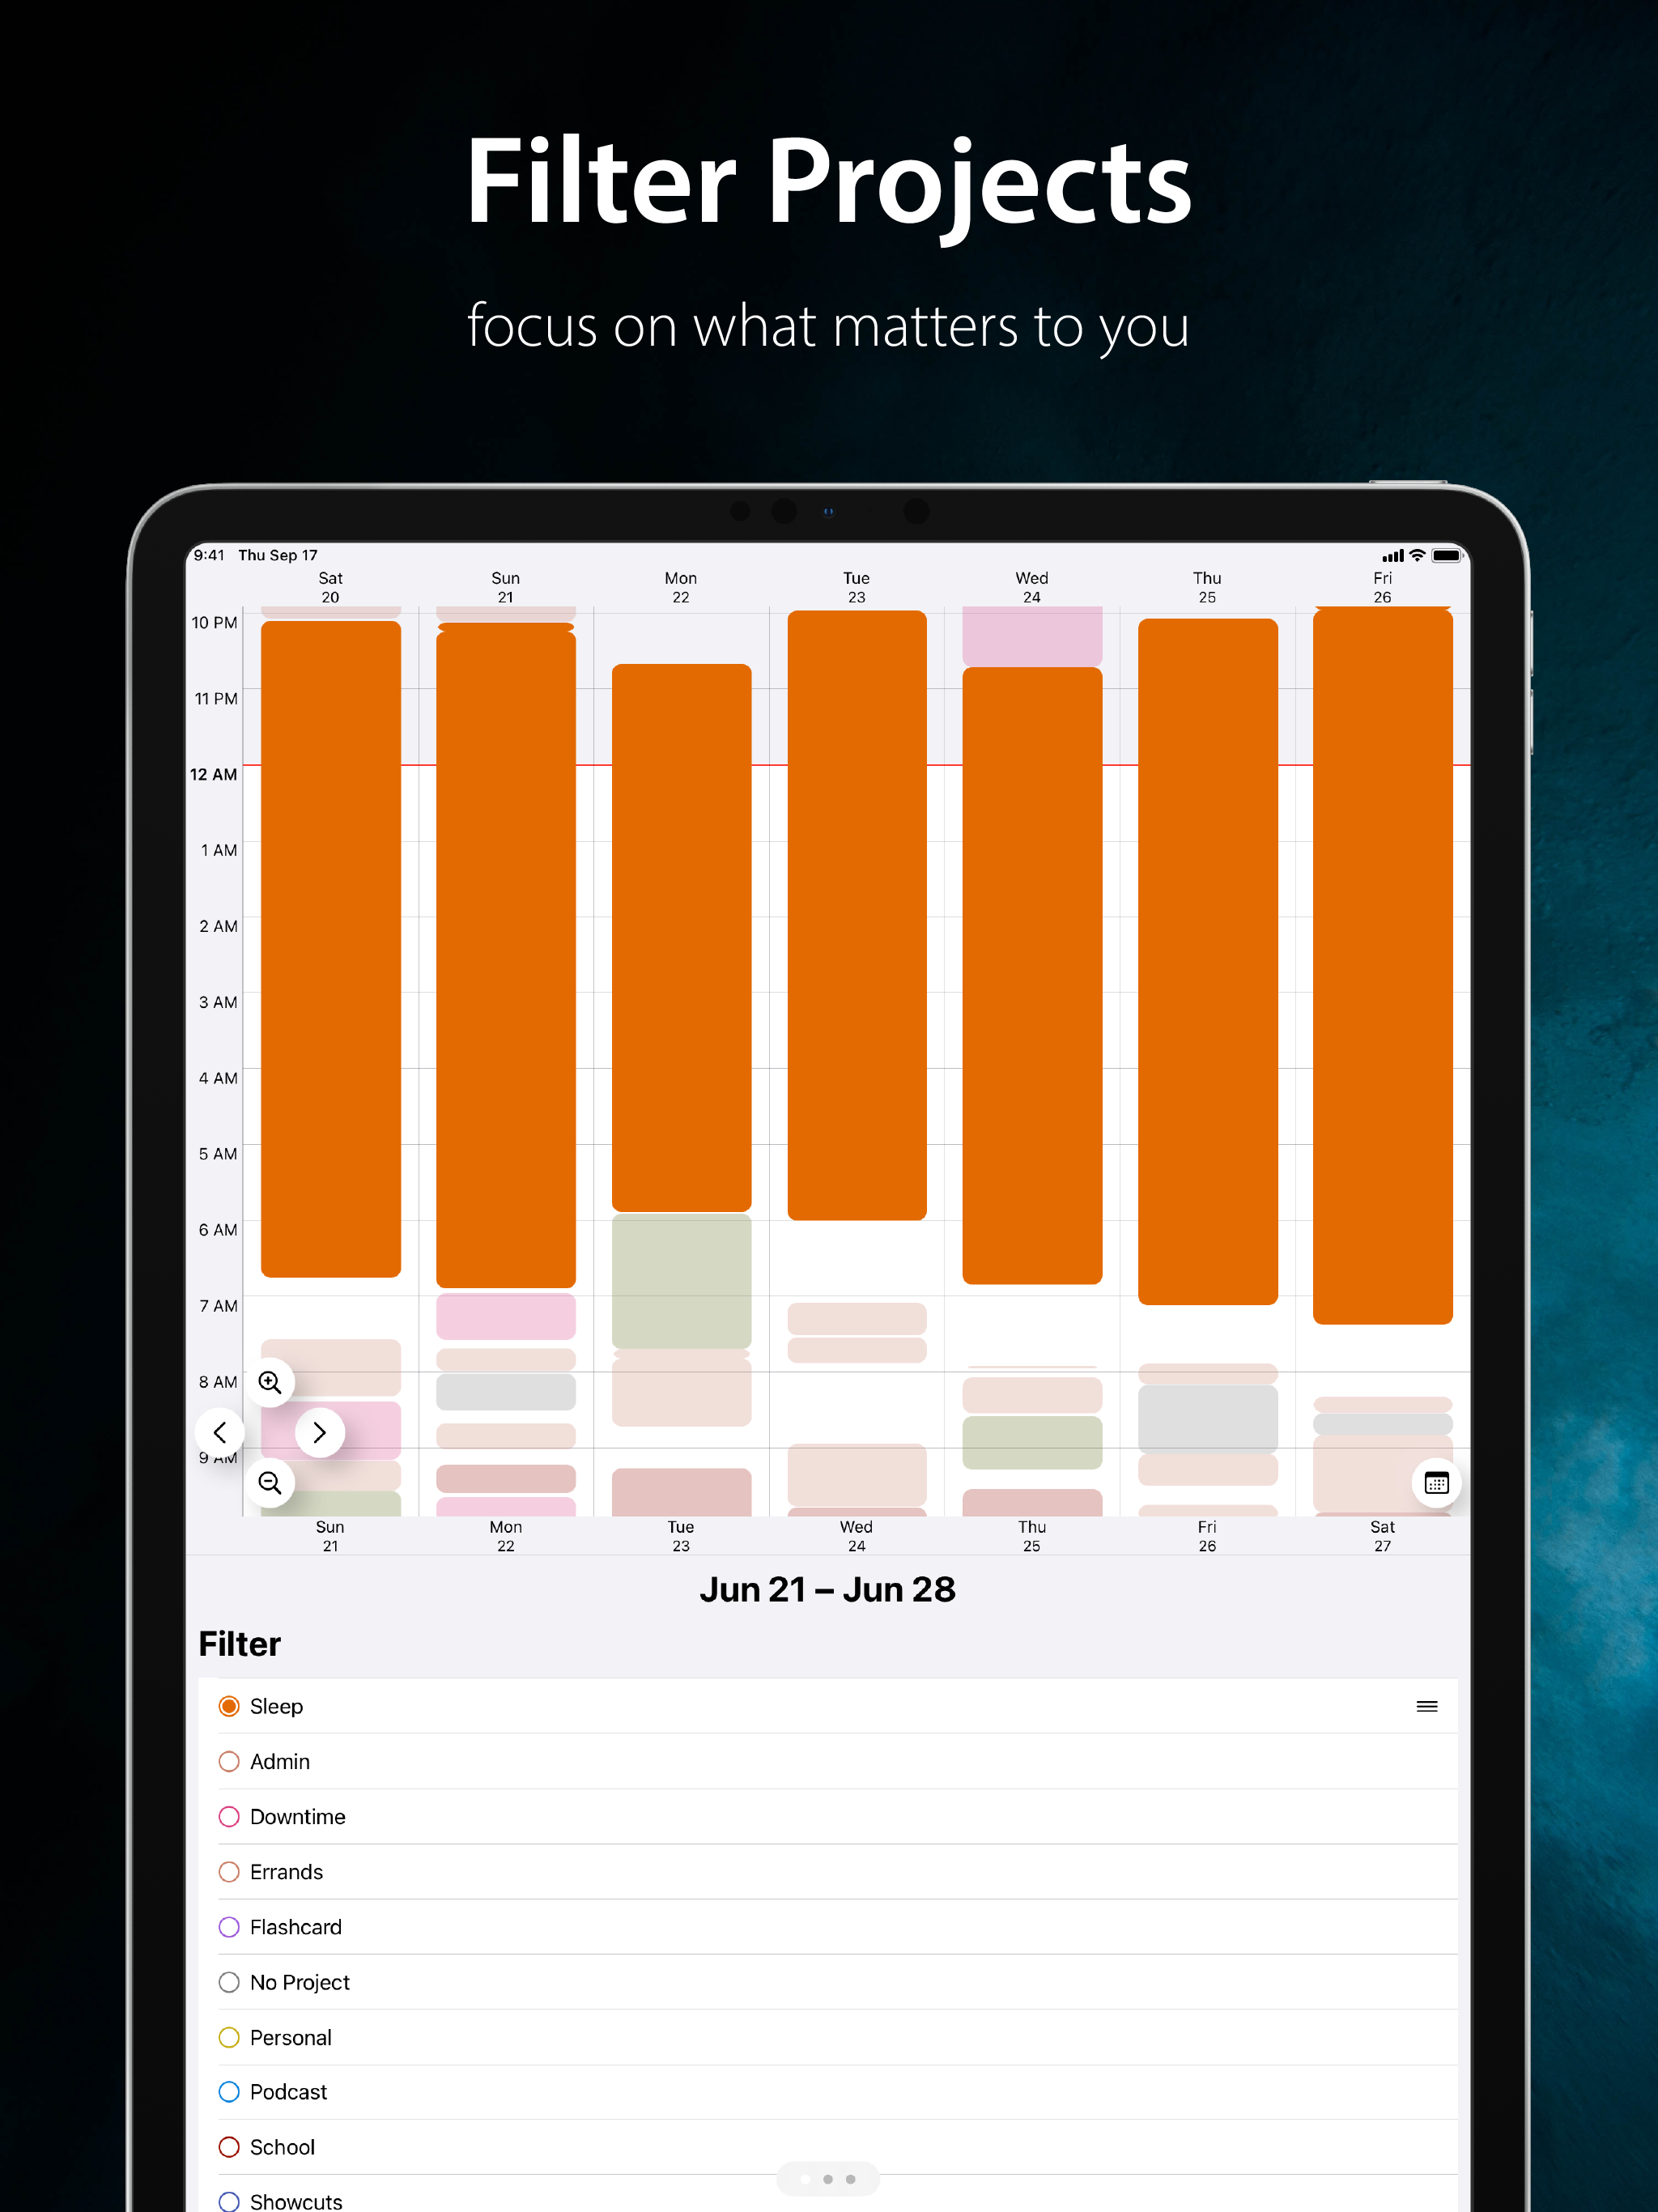 Filter Projects
focus on what matters to you
9:41 Thu Sep 17
Sat Sun Mon Tue Wed Thu Fri
20 21 22 23 24 25 26
10 PM
11 PM
12 AM
1 AM
2 AM
3 AM
4 AM
5 AM
6 AM
7 AM
8 AM
9 AM
Sun Mon Tue Wed Thu Fri Sat
21 22 23 24 25 26 27
Jun 21 – Jun 28
Filter
Sleep
Admin
Downtime
Errands
Flashcard
No Project
Personal
Podcast
School
Showcuts